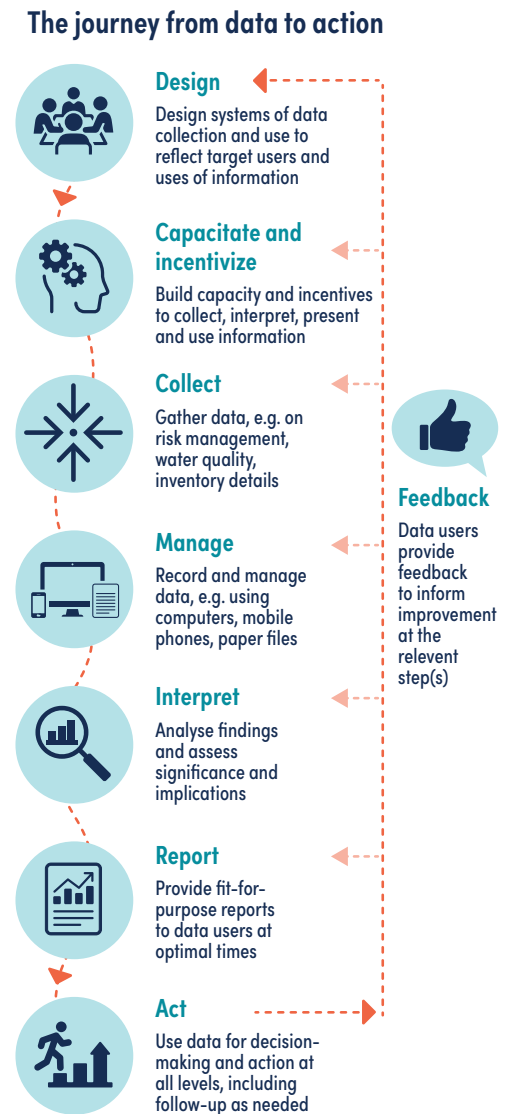 The journey from data to action
Design
Design systems of data
collection and use to
reflect target users and
uses of information
Capacitate and
incentivize
Build capacity and incentives
to collect, interpret, present
and use information
Collect
Gather data, e.g. on
risk management,
water quality,
inventory details
Manage
Record and manage
data, e.g. using
computers, mobile
phones, paper files
Interpret
Analyse findings
and assess
significance and
implications
Report
Provide fit-for-
purpose reports
to data users at
optimal times
Act
Use data for decision-
making and action at
all levels, including
follow-up as needed
Feedback
Data users
provide
feedback
to inform
improvement
at the
relevent
step(s)